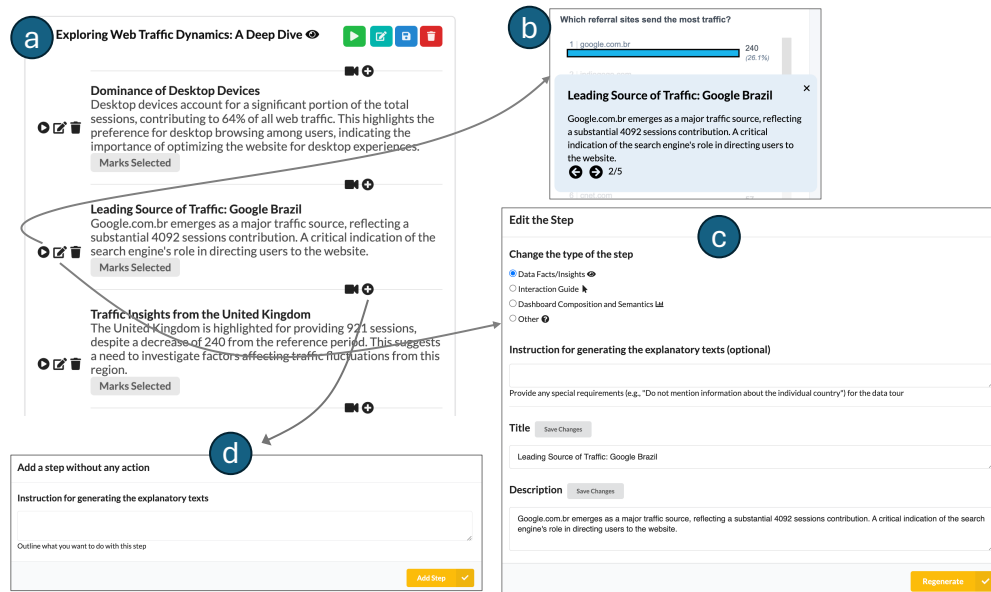 a
Exploring Web Traffic Dynamics: A Deep Dive
Dominance of Desktop Devices
Desktop devices account for a significant portion of the total
sessions, contributing to 64% of all web traffic. This highlights the
preference for desktop browsing among users, indicating the
importance of optimizing the website for desktop experiences.
Marks Selected
Leading Source of Traffic: Google Brazil
Google.com.br emerges as a major traffic source, reflecting a
substantial 4092 sessions contribution. A critical indication of the
search engine's role in directing users to the website.
Marks Selected
Traffic Insights from the United Kingdom
The United Kingdom is highlighted for providing 921 sessions,
despite a decrease of 240 from the reference period. This suggests
a need to investigate factors affecting traffic fluctuations from this
region.
Marks Selected
b
Which referral sites send the most traffic?
1 google.com.br
240
(26.1%)
Leading Source of Traffic: Google Brazil
Google.com.br emerges as a major traffic source, reflecting
a substantial 4092 sessions contribution. A critical
indication of the search engine's role in directing users to
the website.
2/5
6 cnet.com
c
Edit the Step
Change the type of the step
Data Facts/Insights
Interaction Guide
Dashboard Composition and Semantics
Other
Instruction for generating the explanatory texts (optional)
Provide any special requirements (e.g., "Do not mention information about the individual country") for the data tour
Title Save Changes
Leading Source of Traffic: Google Brazil
Description Save Changes
Google.com.br emerges as a major traffic source, reflecting a substantial 4092 sessions contribution. A critical indication of the search
engine's role in directing users to the website.
Regenerate
d
Add a step without any action
Instruction for generating the explanatory texts
Outline what you want to do with this step
Add Step